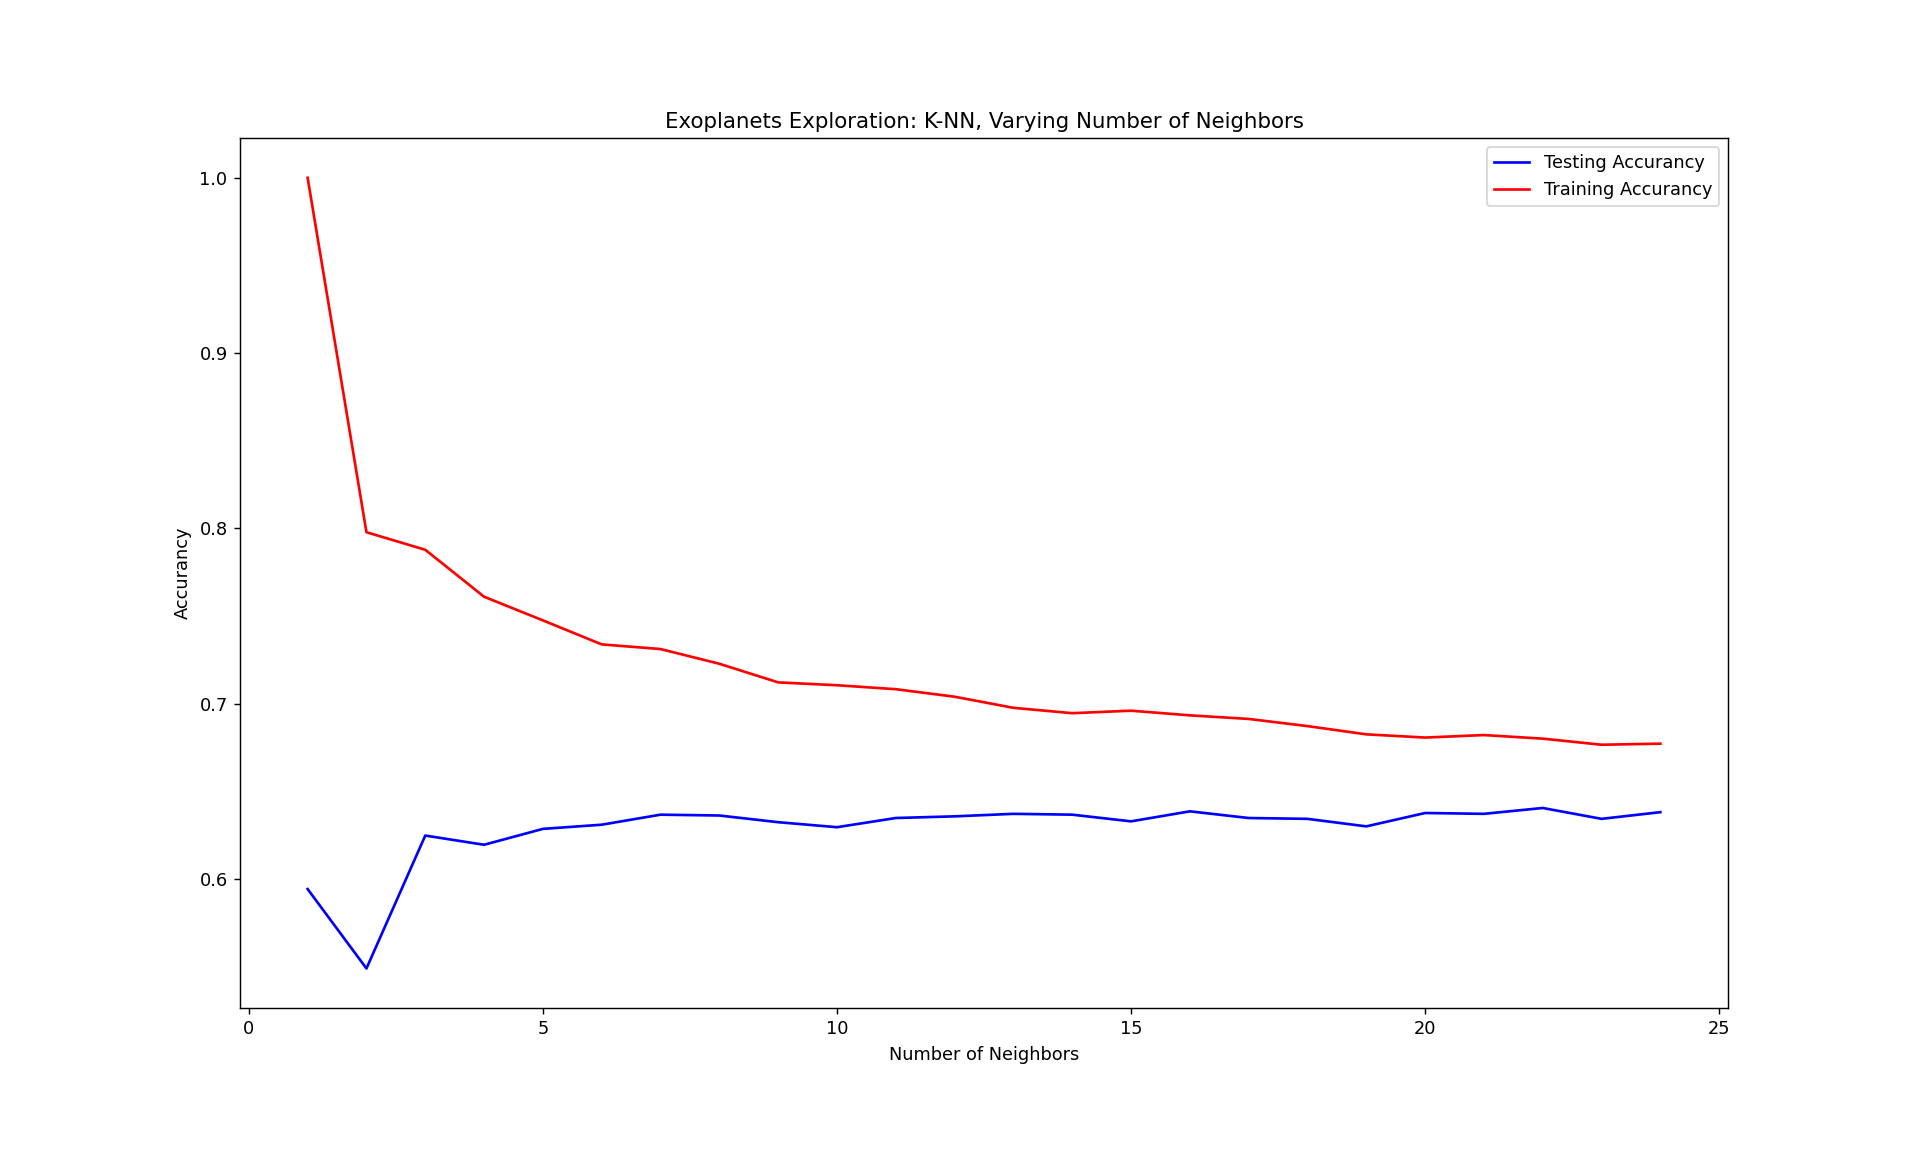 Exoplanets Exploration: K-NN, Varying Number of Neighbors
Testing Accurancy
Training Accurancy
1.0
0.9
0.8
0.7
0.6
Accurancy
0 5 10 15 20 25
Number of Neighbors